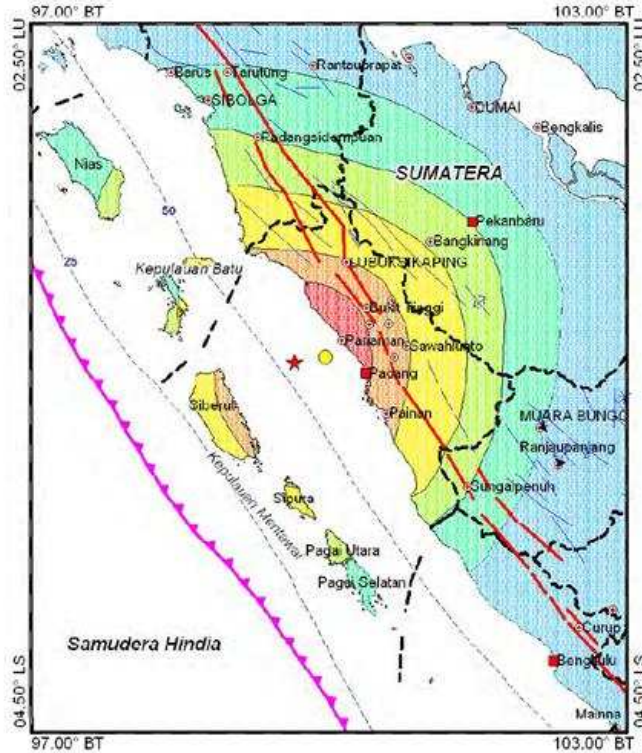 97.00° BT
103.00° BT
02.50° LU
02.50° LU
Barus
Tarutung
Rantauprapat
SIBOLGA
DUMAI
Bengkalis
Padangsidempuan
Nias
SUMATERA
50
Pekanbaru
Bangkinang
25
Kepulauan Batu
LUBUKSIKAPING
Bukit Tinggi
Pariaman
Sawahlunto
Padang
Siberut
Painan
MUARA BUNGO
Ranjaupanjang
Sungaipenuh
Kepulauan Mentawai
Sipura
Pagai Utara
Pagai Selatan
Samudera Hindia
Curup
Bengkulu
Manna
04.50° LS
04.50° LS
97.00° BT
103.00° BT